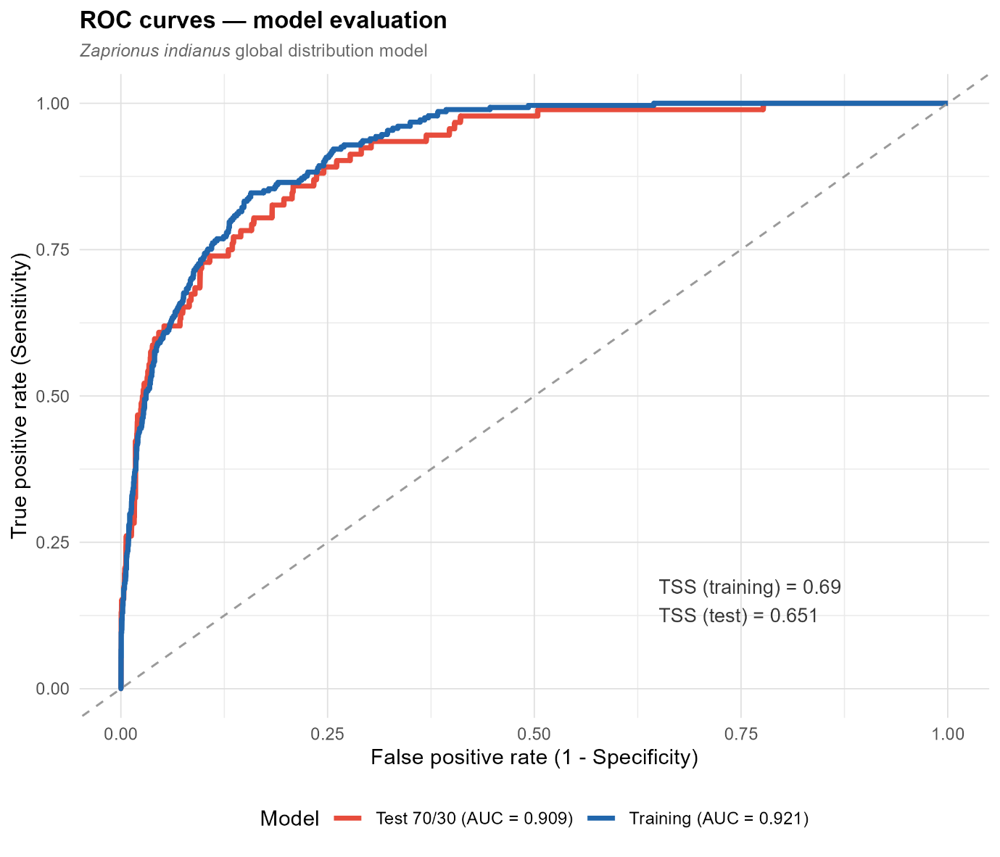 ROC curves — model evaluation
Zaprionus indianus global distribution model
True positive rate (Sensitivity)
1.00
0.75
0.50
0.25
0.00
TSS (training) = 0.69
TSS (test) = 0.651
0.00 0.25 0.50 0.75 1.00
False positive rate (1 - Specificity)
Model Test 70/30 (AUC = 0.909) Training (AUC = 0.921)